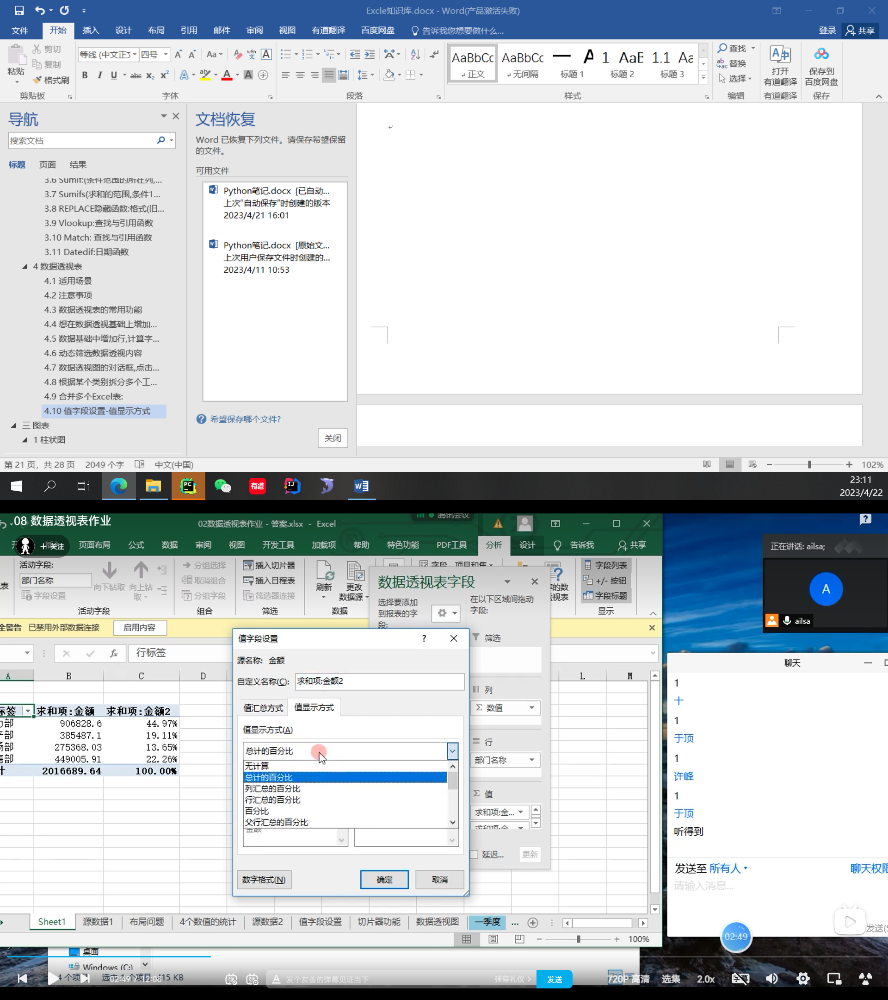 Excle知识库.docx - Word(产品激活失败)
文件 开始 插入 设计 布局 引用 邮件 审阅 视图 有道翻译 百度网盘 告诉我您想要做什么... 登录 共享
粘贴 剪切 复制 格式刷
等线 (中文正文 四号
AaBbCc AaBbCc A 1 AaB 1.1 Aa
正文 无间隔 标题 1 标题 2 标题 3
查找 替换 选择
打开 有道翻译
保存到 百度网盘
剪贴板 字体 段落 样式 编辑 有道翻译 保存
导航
搜索文档
标题 页面 结果
3.6 Sumif:(条件范围的所在列,...
3.7 Sumifs(求和的范围,条件1...
3.8 REPLACE隐藏函数:格式(旧...
3.9 Vlookup:查找与引用函数
3.10 Match: 查找与引用函数
3.11 Datedif:日期函数
4 数据透视表
4.1 适用场景
4.2 注意事项
4.3 数据透视表的常用功能
4.4 想在数据透视基础上增加...
4.5 数据基础中增加行,计算字...
4.6 动态筛选数据透视内容
4.7 数据透视图的对话框,点击...
4.8 根据某个类别拆分多个工...
4.9 合并多个Excel表:
4.10 值字段设置-值显示方式
三 图表
1 柱状图
文档恢复
Word 已恢复下列文件。请保存希望保留
的文件。
可用文件
Python笔记.docx [已自动...
上次“自动保存”时创建的版本
2023/4/21 16:01
Python笔记.docx [原始文...
上次用户保存文件时创建的...
2023/4/11 10:53
希望保存哪个文件?
关闭
第 21 页，共 28 页 2049 个字 中文(中国) 102%
23:11
2023/4/22
08 数据透视表作业
02数据透视表作业 - 答案.xlsx - Excel
腾讯会议
+ 关注 页面布局 公式 数据 审阅 视图 开发工具 加载项 帮助 特色功能 PDF工具 分析 设计 告诉我 共享
活动字段:
部门名称
字段设置
向下钻取 向上钻取
活动字段
分组选择
取消组合
分组字段
组合
插入切片器
插入日程表
筛选器连接
筛选
刷新 更改
数据源
数据
字段列表
+/- 按钮
字段标题
显示
全警告 已禁用外部数据连接 启用内容
行标签
数据透视表字段
选择要添加
到报表的字
段:
在以下区域间拖动
字段:
筛选
列
数值
行
部门名称
值
求和项:金...
延迟... 更新
A B C D L M
标签 求和项:金额 求和项:金额2
906828.6 44.97%
385487.1 19.11%
275368.03 13.65%
449005.91 22.26%
计 2016689.64 100.00%
值字段设置
源名称: 金额
自定义名称(C): 求和项:金额2
值汇总方式 值显示方式
值显示方式(A)
总计的百分比
无计算
总计的百分比
列汇总的百分比
行汇总的百分比
百分比
父行汇总的百分比
金额
数字格式(N) 确定 取消
Sheet1 源数据1 布局问题 4个数值的统计 源数据2 值字段设置 切片器功能 数据透视图 一季度 ...
100%
正在讲话: ailsa;
A
ailsa
聊天
1
十
1
于顶
1
许峰
1
于顶
听得到
发送至 所有人 聊天权限
请输入消息...
发送(S
02:49
桌面
Windows (C:)
4 个项目 选中 1 个项目 415 KB
02:49 / 12:08
发个友善的弹幕见证当下 弹幕礼仪 发送
720P 高清 选集 2.0x 字幕